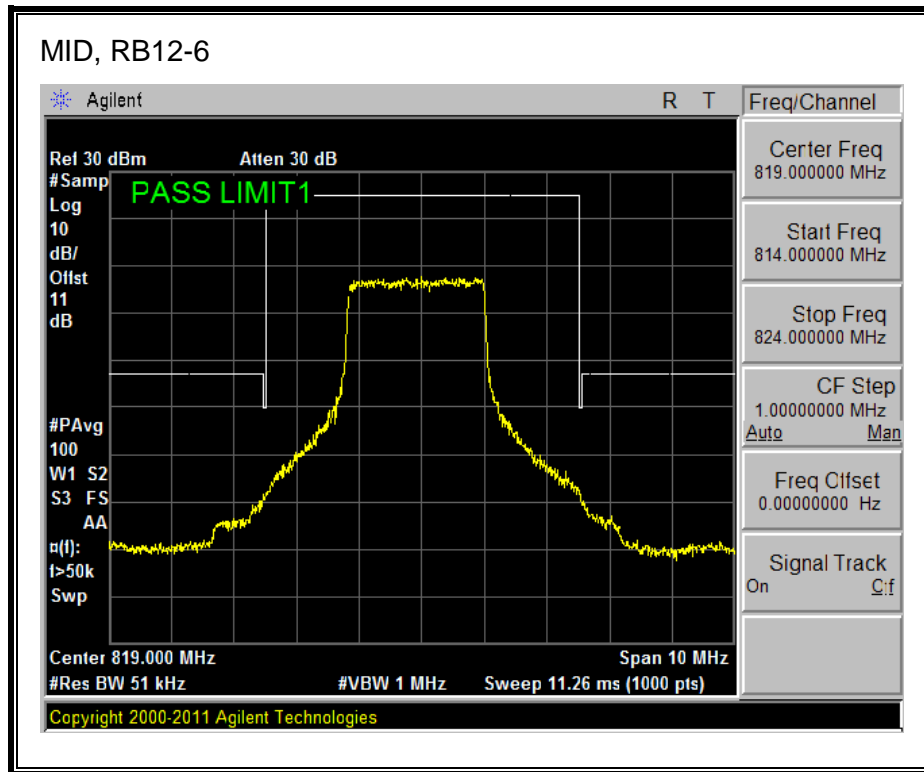 MID, RB12-6
Agilent R T
Freq/Channel
Ref 30 dBm Atten 30 dB
#Samp
Log
10
dB/
Offst
11
dB
PASS LIMIT1
#PAvg
100
W1 S2
S3 FS
AA
¤(f):
f>50k
Swp
Center 819.000 MHz Span 10 MHz
#Res BW 51 kHz #VBW 1 MHz Sweep 11.26 ms (1000 pts)
Copyright 2000-2011 Agilent Technologies
Center Freq
819.000000 MHz
Start Freq
814.000000 MHz
Stop Freq
824.000000 MHz
CF Step
1.00000000 MHz
Auto Man
Freq Offset
0.00000000 Hz
Signal Track
On Off